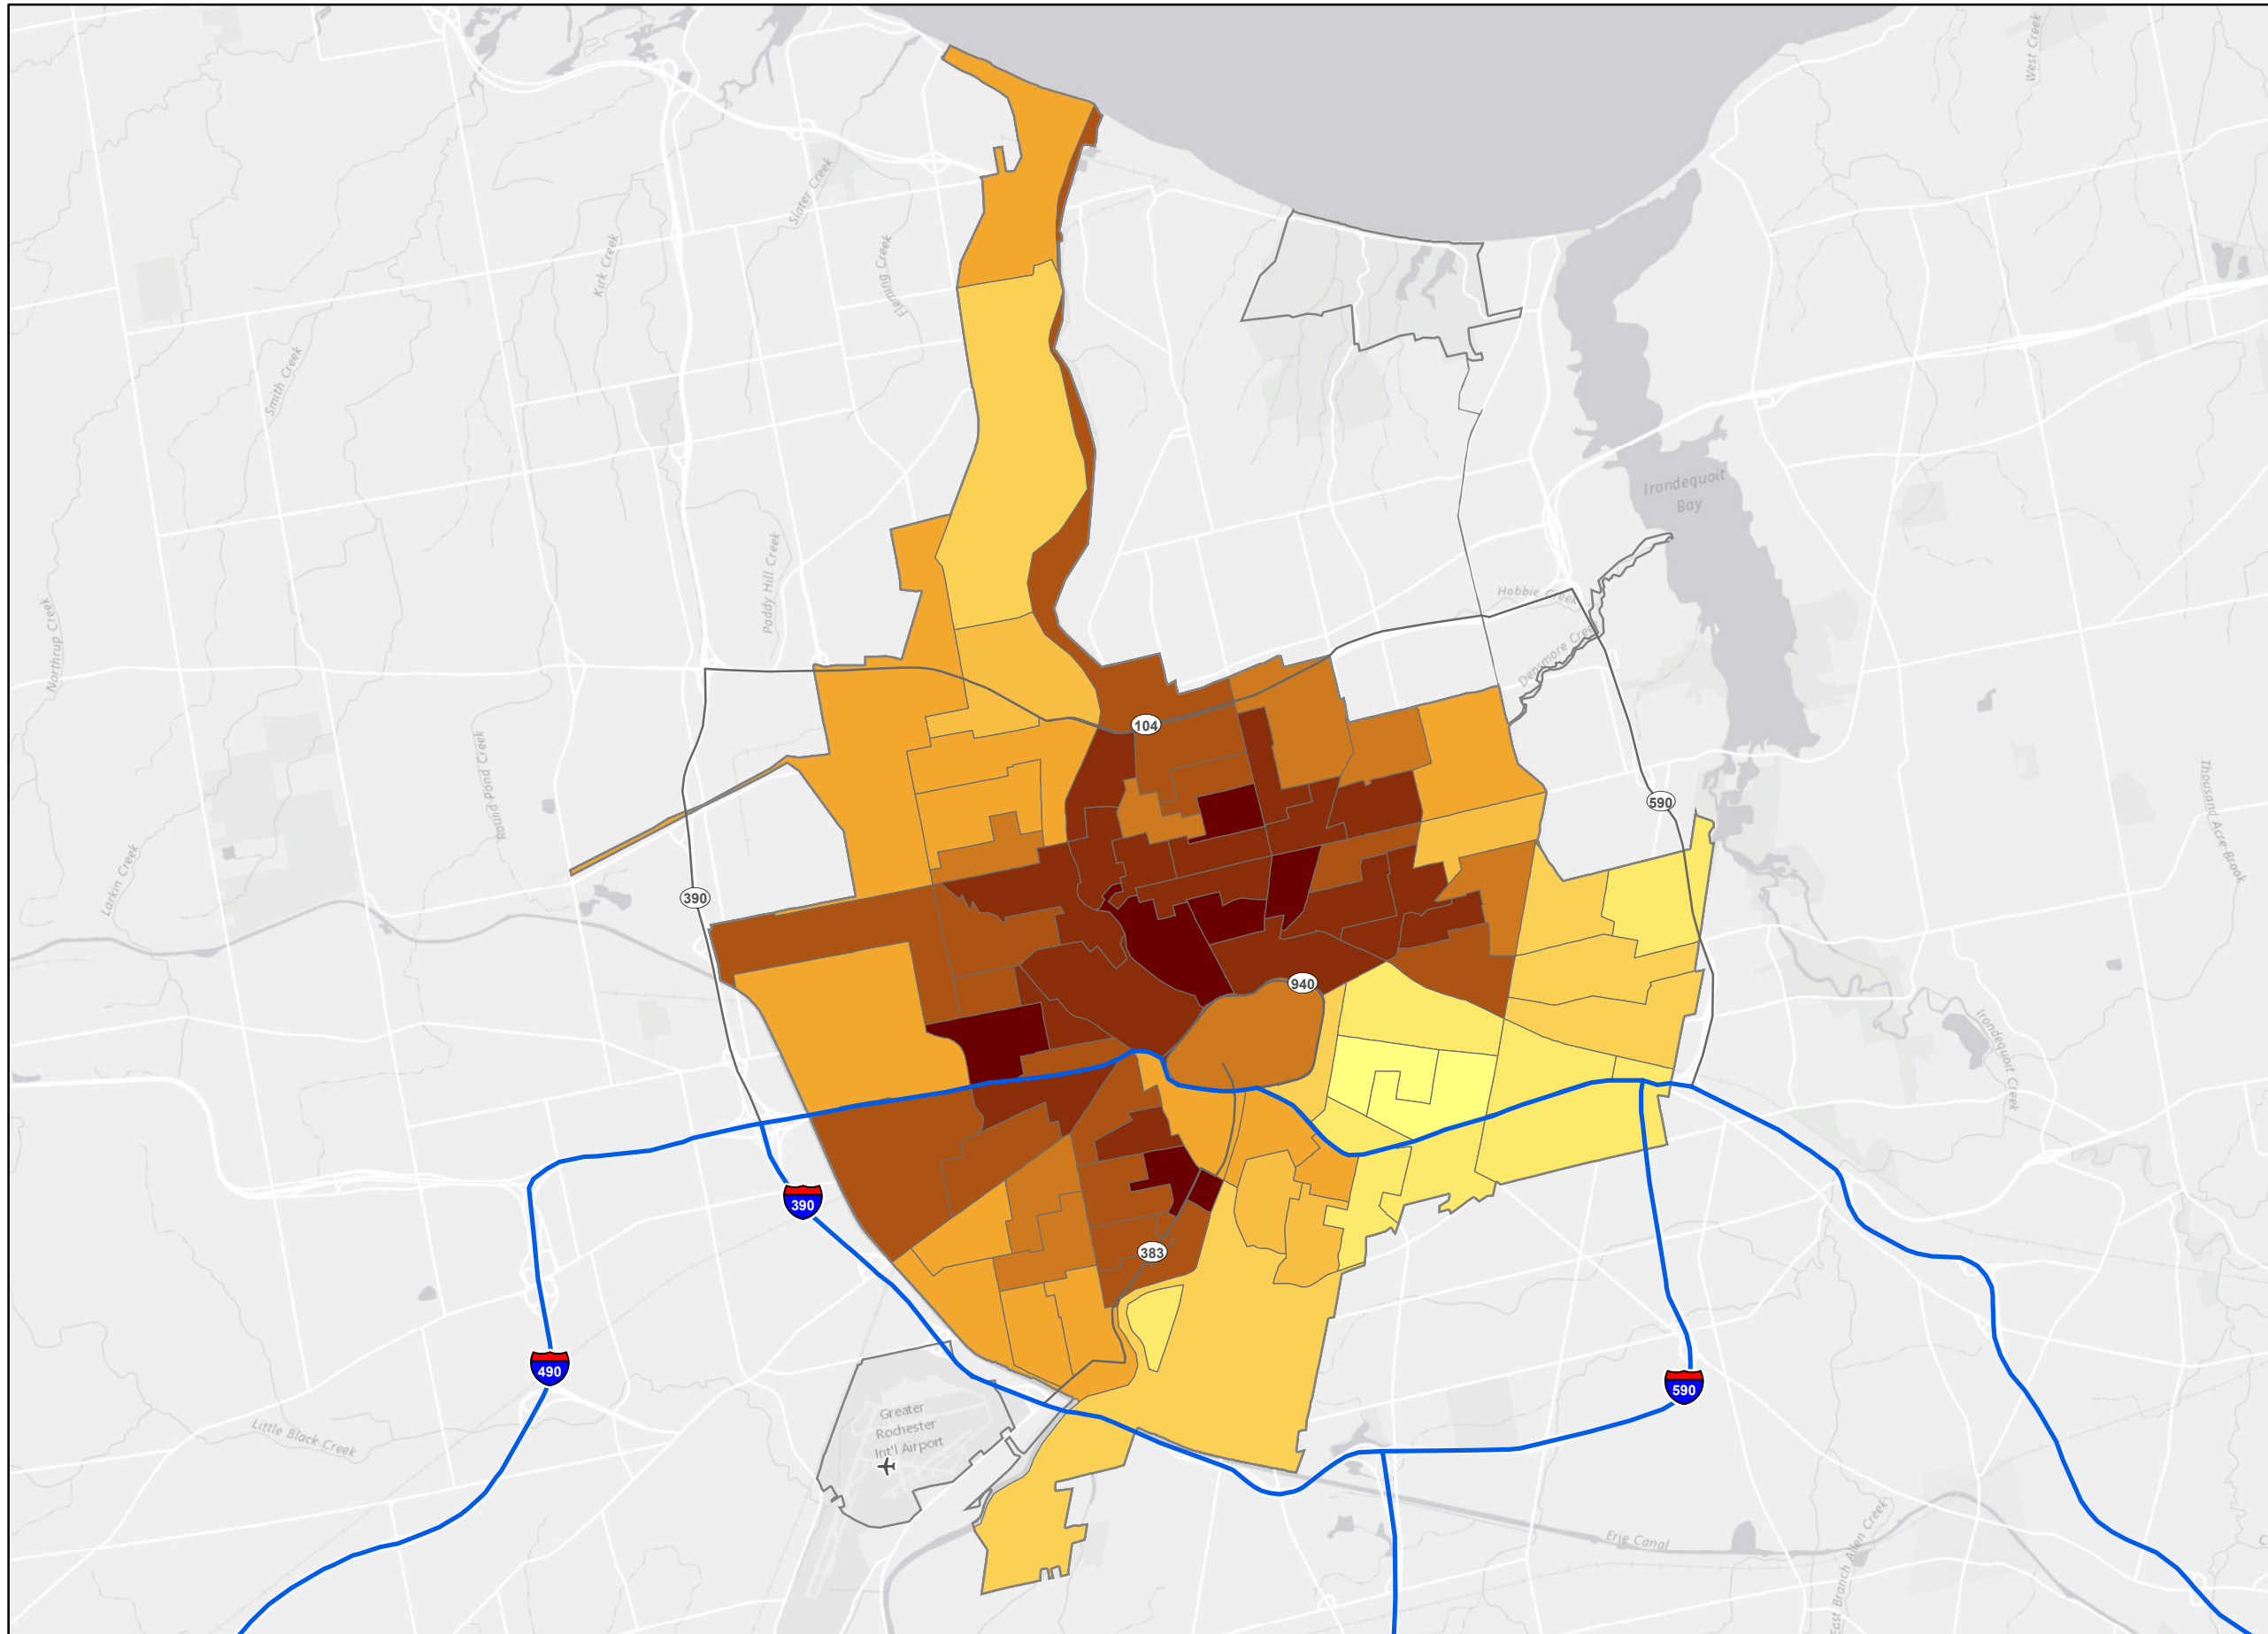 West Creek
Slater Creek
Kirk Creek
Fleming Creek
Smith Creek
Irondequoit
Bay
Paddy Hill Creek
Hobbie Creek
Northrup Creek
Densmore Creek
104
Round Pond Creek
590
Thousand Acre Brook
Larkin Creek
390
940
Irondequoit Creek
390
383
490
590
Greater
Rochester
Int'l Airport
Little Black Creek
Erie Canal
East Branch Allen Creek